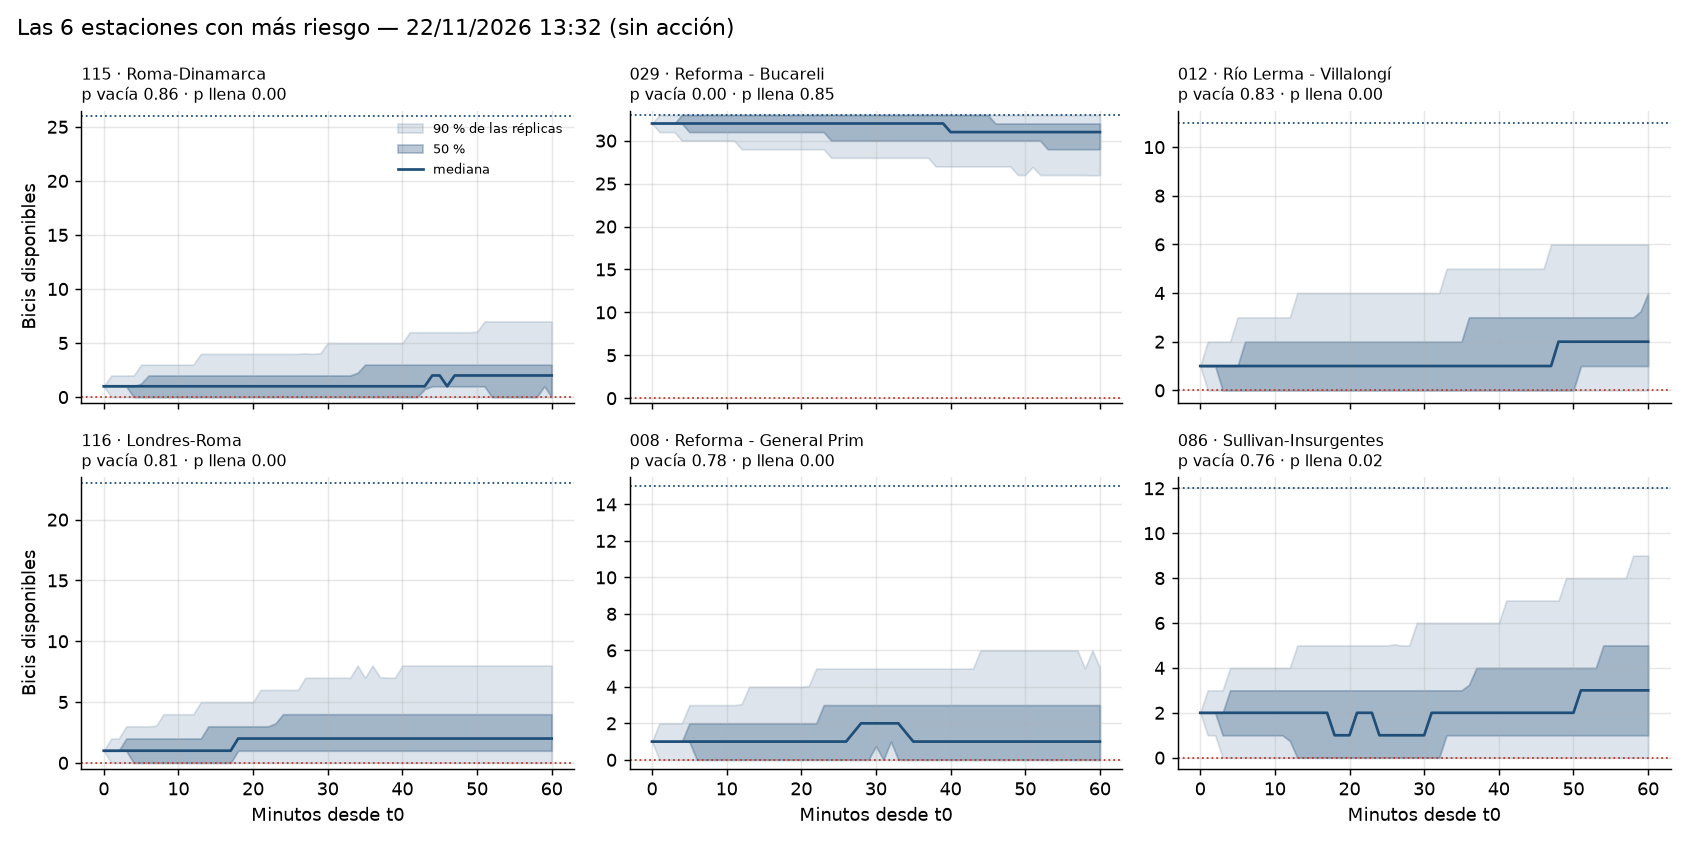 Las 6 estaciones con más riesgo — 22/11/2026 13:32 (sin acción)
115 · Roma-Dinamarca
p vacía 0.86 · p llena 0.00
25
20
15
10
5
0
Bicis disponibles
90 % de las réplicas
50 %
mediana
029 · Reforma - Bucareli
p vacía 0.00 · p llena 0.85
30
25
20
15
10
5
0
012 · Río Lerma - Villalongí
p vacía 0.83 · p llena 0.00
10
8
6
4
2
0
116 · Londres-Roma
p vacía 0.81 · p llena 0.00
20
15
10
5
0
Bicis disponibles
0 10 20 30 40 50 60
Minutos desde t0
008 · Reforma - General Prim
p vacía 0.78 · p llena 0.00
14
12
10
8
6
4
2
0
0 10 20 30 40 50 60
Minutos desde t0
086 · Sullivan-Insurgentes
p vacía 0.76 · p llena 0.02
12
10
8
6
4
2
0
0 10 20 30 40 50 60
Minutos desde t0